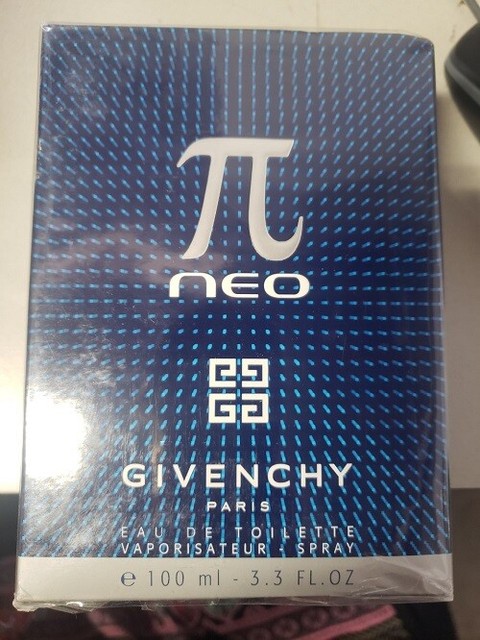 π
neo
GIVENCHY
PARIS
EAU DE TOILETTE
VAPORISATEUR - SPRAY
℮ 100 ml - 3.3 FL.OZ